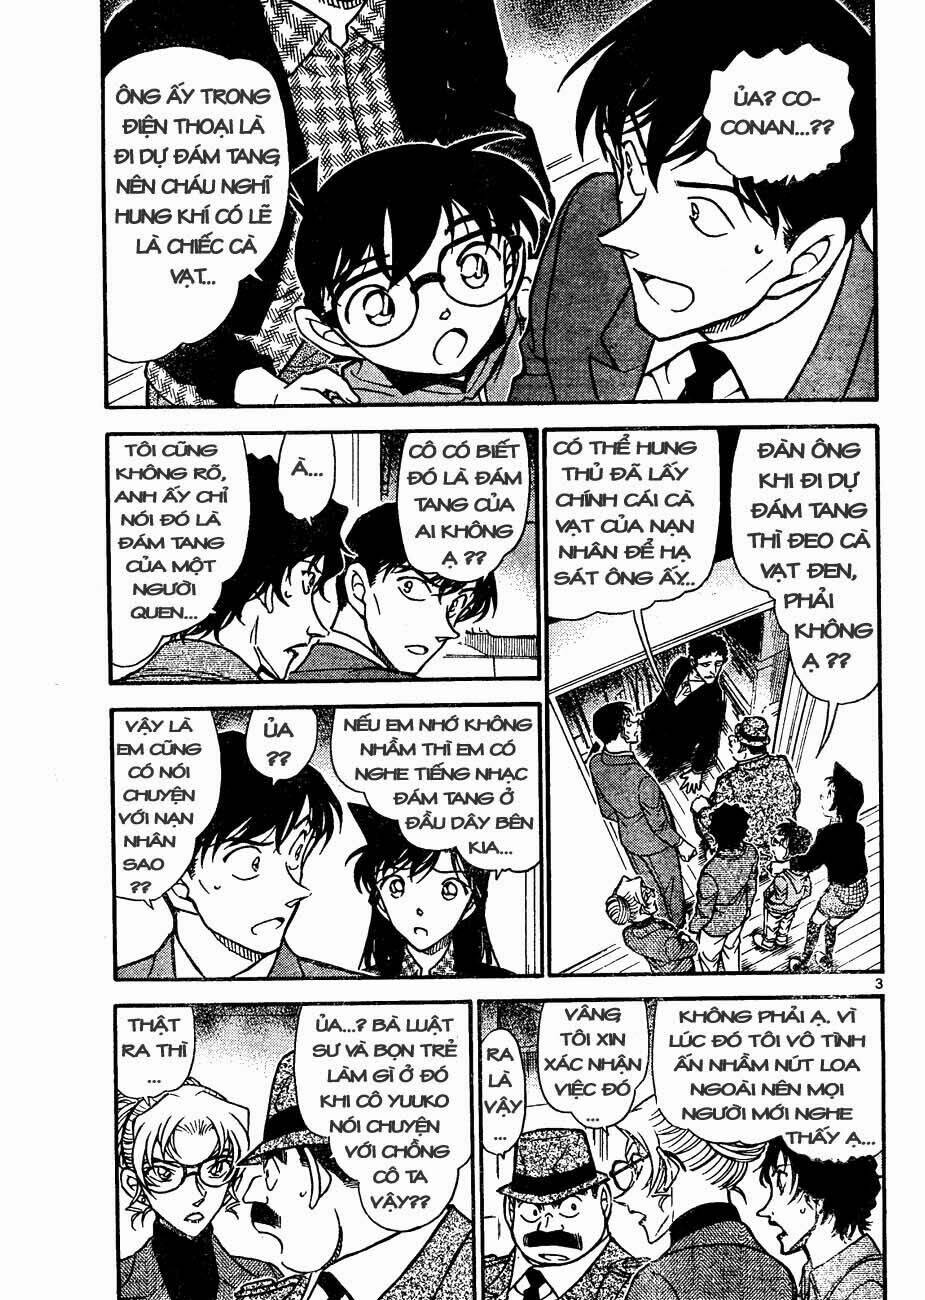 ỦA? CO-
CONAN...??
ÔNG ẤY TRONG
ĐIỆN THOẠI LÀ
ĐI DỰ ĐÁM TANG,
NÊN CHÁU NGHĨ
HUNG KHÍ CÓ LẼ
LÀ CHIẾC CÀ
VẠT...
ĐÀN ÔNG
KHI ĐI DỰ
ĐÁM TANG
THÌ ĐEO CÀ
VẠT ĐEN,
PHẢI
KHÔNG
Ạ ??
CÓ THỂ HUNG
THỦ ĐÃ LẤY
CHÍNH CÁI CÀ
VẠT CỦA NẠN
NHÂN ĐỂ HẠ
SÁT ÔNG ẤY...
CÔ CÓ BIẾT
ĐÓ LÀ ĐÁM
TANG CỦA
AI KHÔNG
Ạ ??
À...
TÔI CŨNG
KHÔNG RÕ,
ANH ẤY CHỈ
NÓI ĐÓ LÀ
ĐÁM TANG
CỦA MỘT
NGƯỜI
QUEN...
NẾU EM NHỚ KHÔNG
NHẦM THÌ EM CÓ
NGHE TIẾNG NHẠC
ĐÁM TANG Ở
ĐẦU DÂY BÊN
KIA...
ỦA
??
VẬY LÀ
EM CŨNG
CÓ NÓI
CHUYỆN
VỚI NẠN
NHÂN
SAO
??
3
KHÔNG PHẢI Ạ. VÌ
LÚC ĐÓ TÔI VÔ TÌNH
ẤN NHẦM NÚT LOA
NGOÀI NÊN MỌI
NGƯỜI MỚI NGHE
THẤY Ạ...
VÂNG
TÔI XIN
XÁC NHẬN
VIỆC ĐÓ
...
RA
LÀ
VẬY
...
ỦA...? BÀ LUẬT
SƯ VÀ BỌN TRẺ
LÀM GÌ Ở ĐÓ
KHI CÔ YUUKO
NÓI CHUYỆN
VỚI CHỒNG
CÔ TA
VẬY??
THẬT
RA THÌ
...